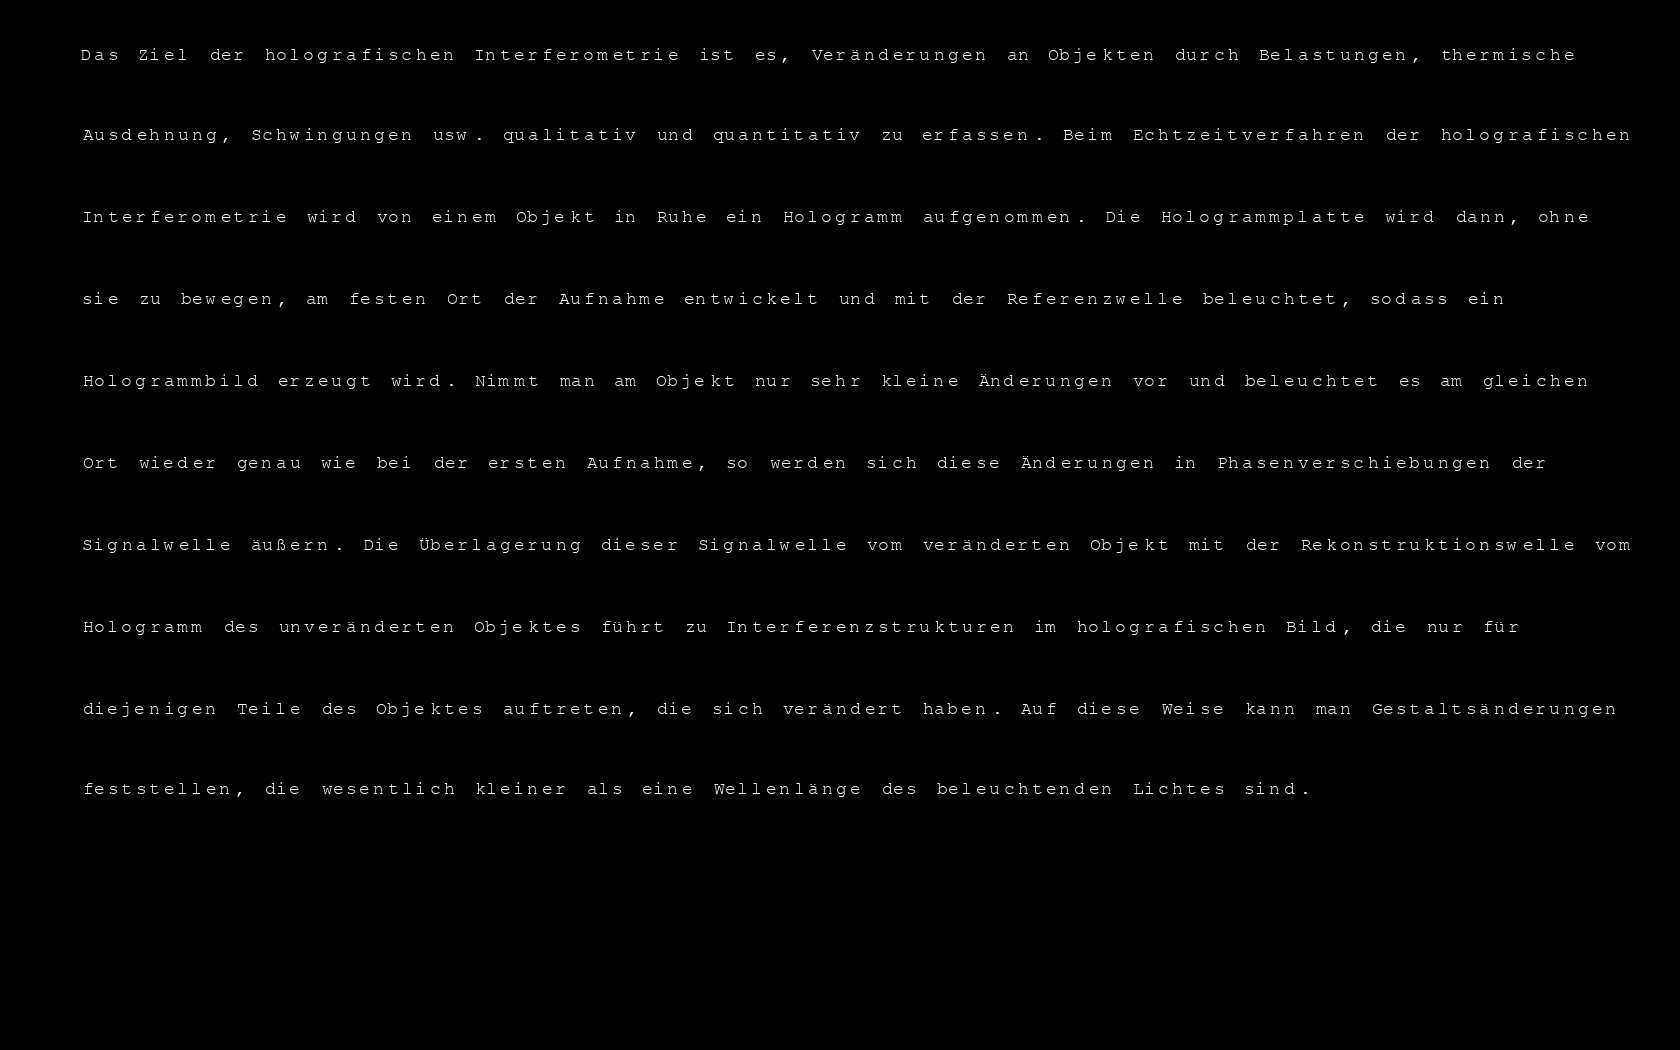 Das Ziel der holografischen Interferometrie ist es, Veränderungen an Objekten durch Belastungen, thermische
Ausdehnung, Schwingungen usw. qualitativ und quantitativ zu erfassen. Beim Echtzeitverfahren der holografischen
Interferometrie wird von einem Objekt in Ruhe ein Hologramm aufgenommen. Die Hologrammplatte wird dann, ohne
sie zu bewegen, am festen Ort der Aufnahme entwickelt und mit der Referenzwelle beleuchtet, sodass ein
Hologrammbild erzeugt wird. Nimmt man am Objekt nur sehr kleine Änderungen vor und beleuchtet es am gleichen
Ort wieder genau wie bei der ersten Aufnahme, so werden sich diese Änderungen in Phasenverschiebungen der
Signalwelle äußern. Die Überlagerung dieser Signalwelle vom veränderten Objekt mit der Rekonstruktionswelle vom
Hologramm des unveränderten Objektes führt zu Interferenzstrukturen im holografischen Bild, die nur für
diejenigen Teile des Objektes auftreten, die sich verändert haben. Auf diese Weise kann man Gestaltsänderungen
feststellen, die wesentlich kleiner als eine Wellenlänge des beleuchtenden Lichtes sind.